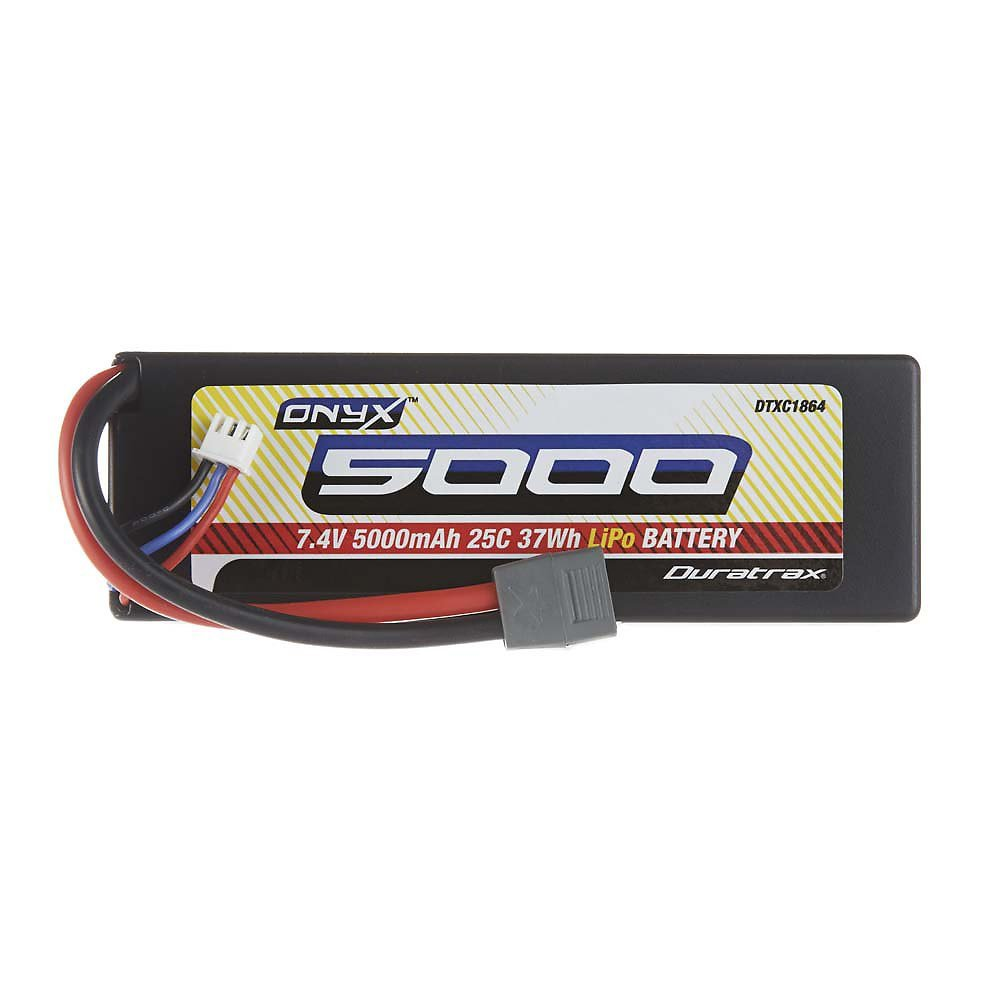 ONYX™
DTXC1864
5000
7.4V 5000mAh 25C 37Wh LiPo BATTERY
Duratrax®